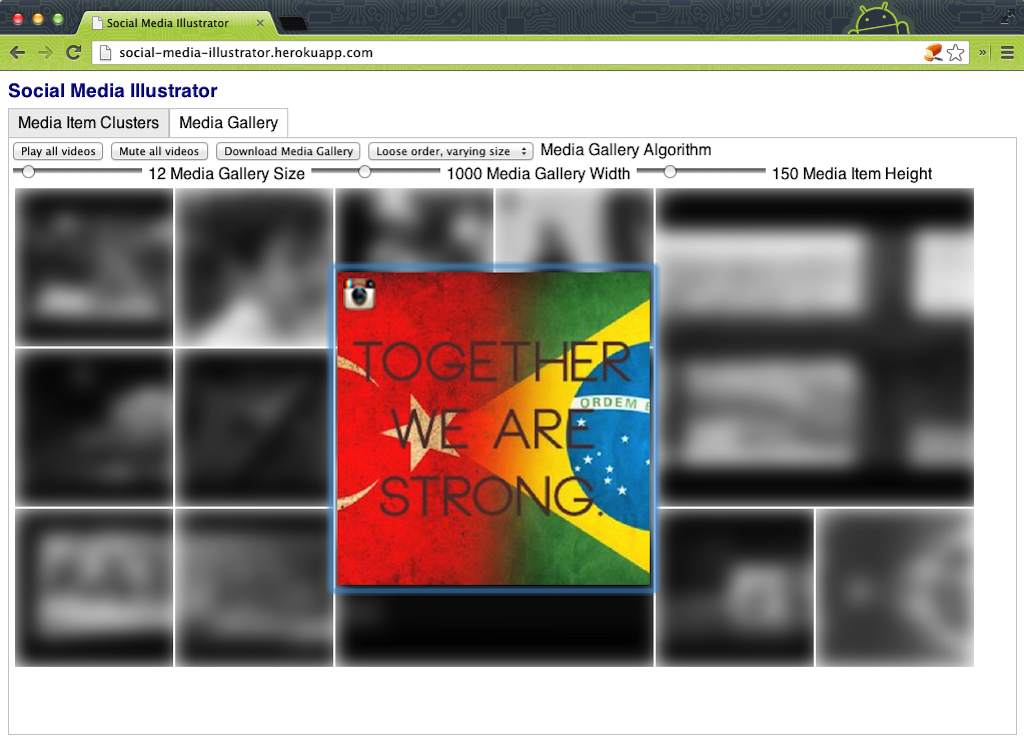 Social Media Illustrator
social-media-illustrator.herokuapp.com
»
Social Media Illustrator
Media Item Clusters Media Gallery
Play all videos Mute all videos Download Media Gallery Loose order, varying size Media Gallery Algorithm
12 Media Gallery Size 1000 Media Gallery Width 150 Media Item Height
TOGETHER
ORDEM E
WE ARE
STRONG.